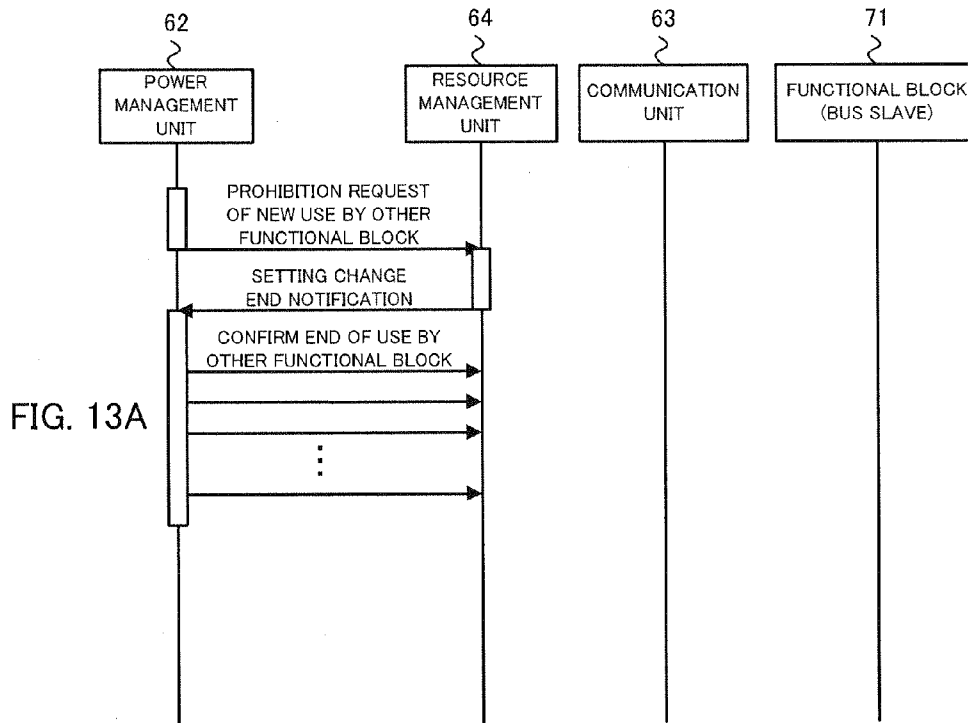 62
64
63
71
POWER
MANAGEMENT
UNIT
RESOURCE
MANAGEMENT
UNIT
COMMUNICATION
UNIT
FUNCTIONAL BLOCK
(BUS SLAVE)
PROHIBITION REQUEST
OF NEW USE BY OTHER
FUNCTIONAL BLOCK
SETTING CHANGE
END NOTIFICATION
CONFIRM END OF USE BY
OTHER FUNCTIONAL BLOCK
FIG. 13A